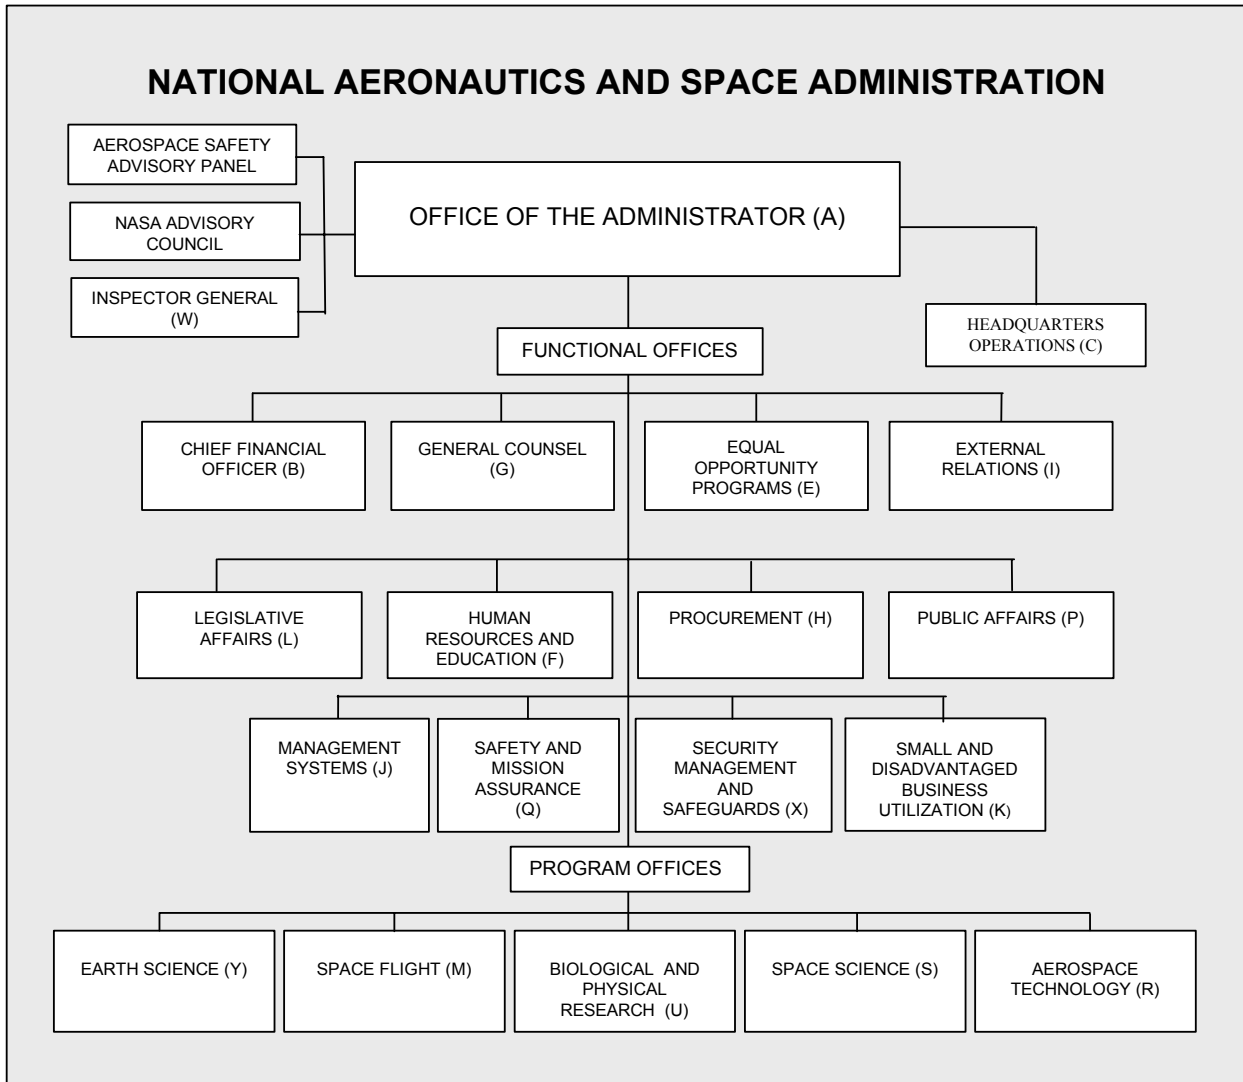 NATIONAL AERONAUTICS AND SPACE ADMINISTRATION
AEROSPACE SAFETY
ADVISORY PANEL
OFFICE OF THE ADMINISTRATOR (A)
NASA ADVISORY
COUNCIL
INSPECTOR GENERAL
(W)
HEADQUARTERS
OPERATIONS (C)
FUNCTIONAL OFFICES
CHIEF FINANCIAL
OFFICER (B)
GENERAL COUNSEL
(G)
EQUAL
OPPORTUNITY
PROGRAMS (E)
EXTERNAL
RELATIONS (I)
LEGISLATIVE
AFFAIRS (L)
HUMAN
RESOURCES AND
EDUCATION (F)
PROCUREMENT (H)
PUBLIC AFFAIRS (P)
MANAGEMENT
SYSTEMS (J)
SAFETY AND
MISSION
ASSURANCE
(Q)
SECURITY
MANAGEMENT
AND
SAFEGUARDS (X)
SMALL AND
DISADVANTAGED
BUSINESS
UTILIZATION (K)
PROGRAM OFFICES
EARTH SCIENCE (Y)
SPACE FLIGHT (M)
BIOLOGICAL AND
PHYSICAL
RESEARCH (U)
SPACE SCIENCE (S)
AEROSPACE
TECHNOLOGY (R)